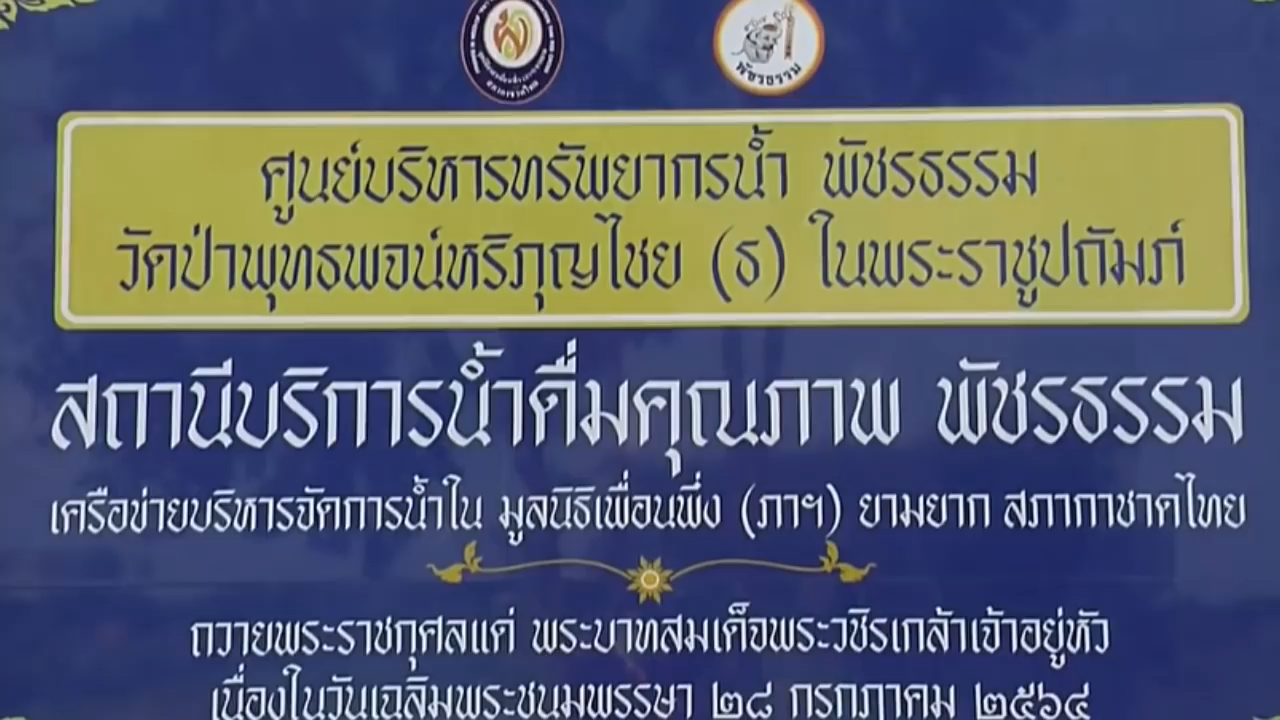 พัชรธรรม
ศูนย์บริหารทรัพยากรน้ำ พัชรธรรม
วัดป่าพุทธพจน์หริภุญไชย (ธ) ในพระราชูปถัมภ์
สถานีบริการน้ำดื่มคุณภาพ พัชรธรรม
เครือข่ายบริหารจัดการน้ำใน มูลนิธิเพื่อนพึ่ง (ภาฯ) ยามยาก สภากาชาดไทย
ถวายพระราชกุศลแด่ พระบาทสมเด็จพระวชิรเกล้าเจ้าอยู่หัว
เนื่องในวันเฉลิมพระชนมพรรษา ๒๘ กรกฎาคม ๒๕๖๔